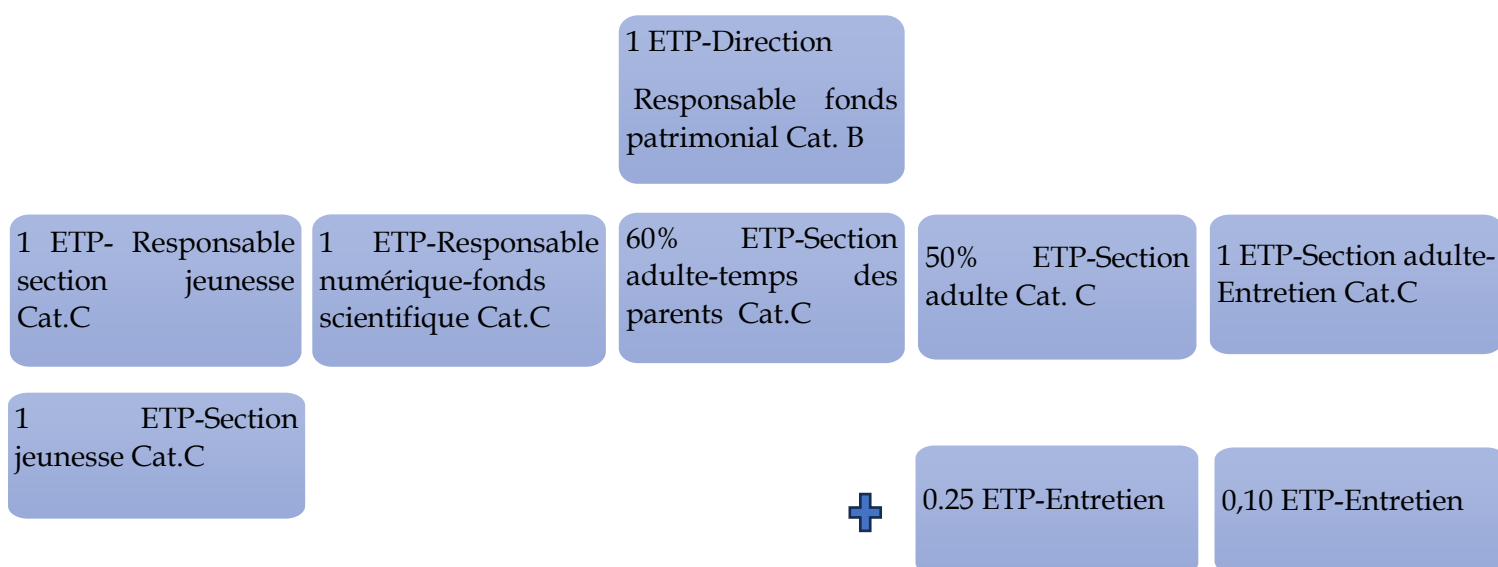 1 ETP-Direction
Responsable fonds
patrimonial Cat. B
1 ETP- Responsable
section jeunesse
Cat.C
1 ETP-Responsable
numérique-fonds
scientifique Cat.C
60% ETP-Section
adulte-temps des
parents Cat.C
50% ETP-Section
adulte Cat. C
1 ETP-Section adulte-
Entretien Cat.C
1 ETP-Section
jeunesse Cat.C
0.25 ETP-Entretien
0,10 ETP-Entretien